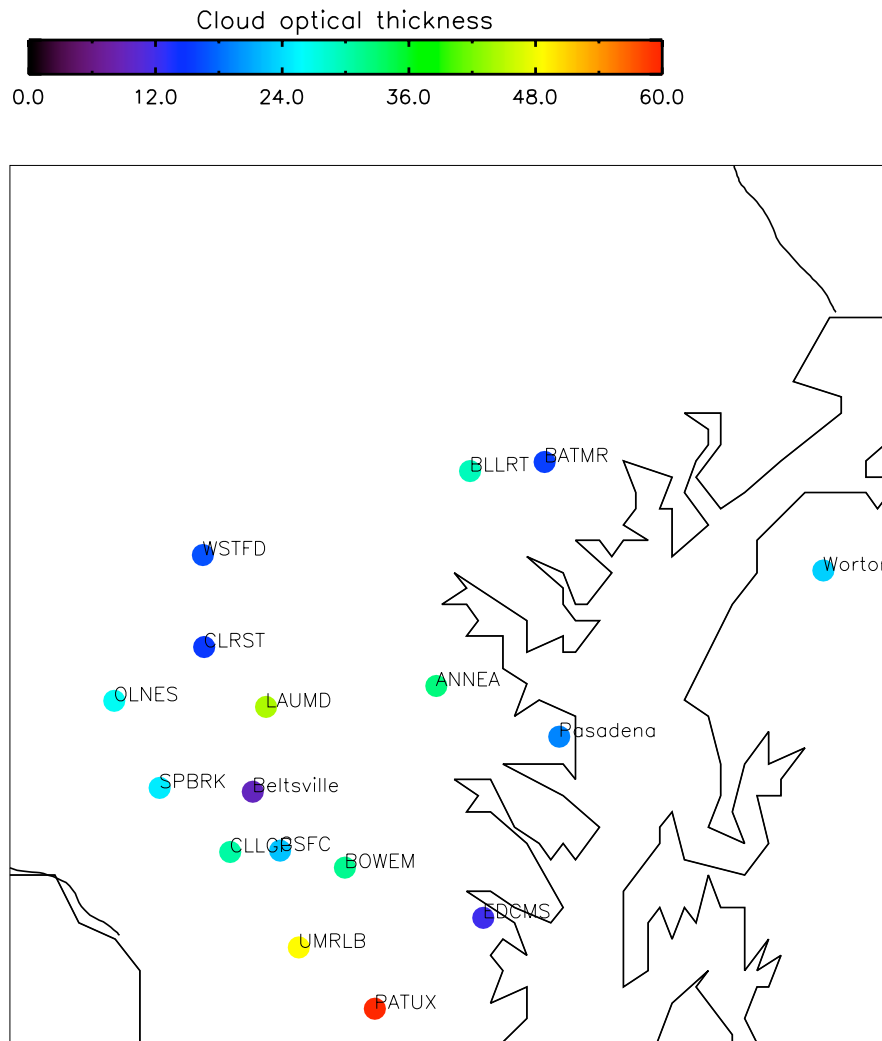 Cloud optical thickness
0.0 12.0 24.0 36.0 48.0 60.0
BATMR
BLLRT
WSTFD
Worton
CLRST
ANNEA
OLNES
LAUMD
Pasadena
SPBRK
Beltsville
GSFC
BOWEM
EDCMS
UMRLB
PATUX